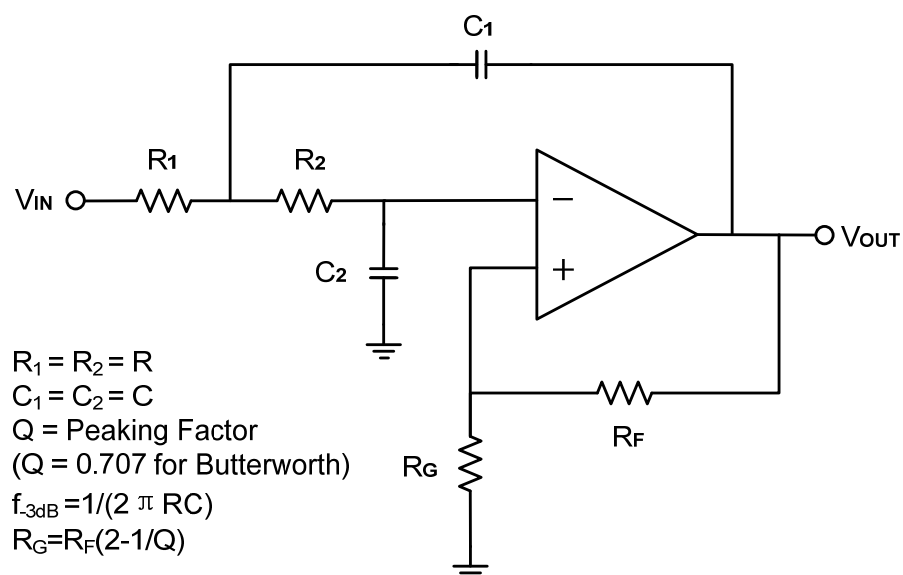 C1
R1
R2
VIN
−
VOUT
C2
+
R1 = R2 = R
C1 = C2 = C
Q = Peaking Factor
RF
(Q = 0.707 for Butterworth)
RG
f-3dB =1/(2 π RC)
RG=RF(2-1/Q)